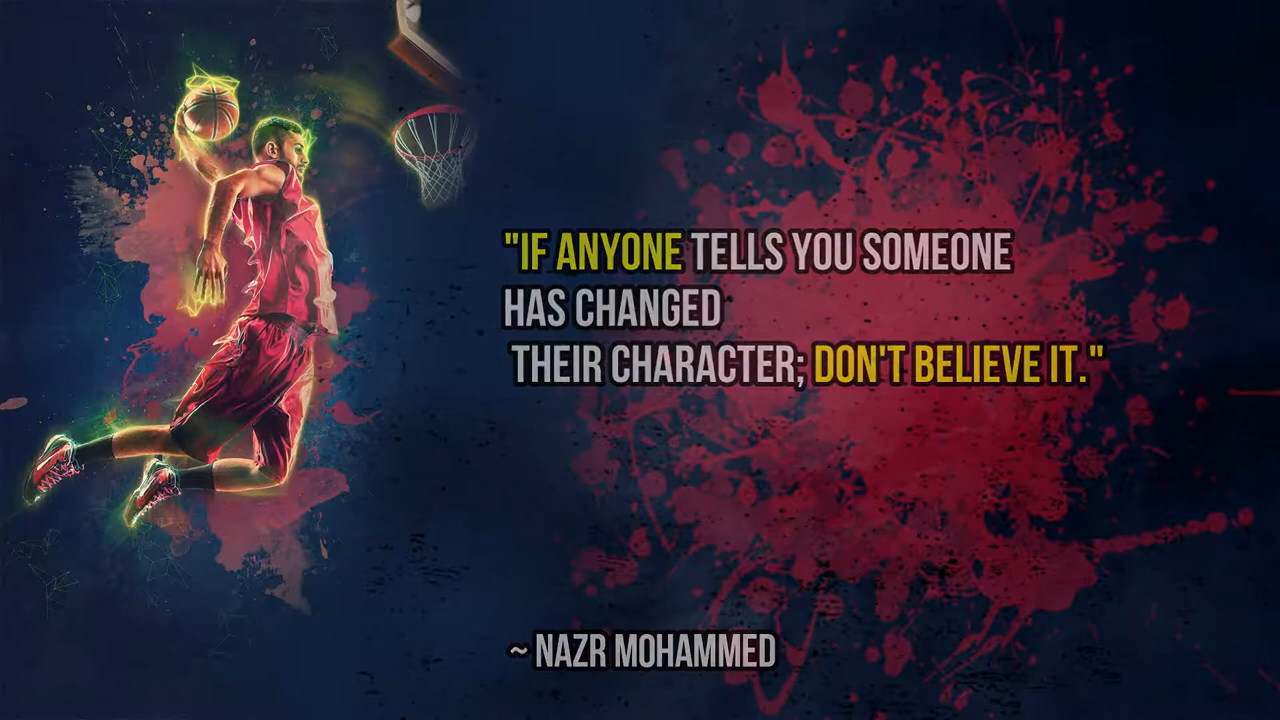 "IF ANYONE TELLS YOU SOMEONE
HAS CHANGED
THEIR CHARACTER; DON'T BELIEVE IT."
~ NAZR MOHAMMED